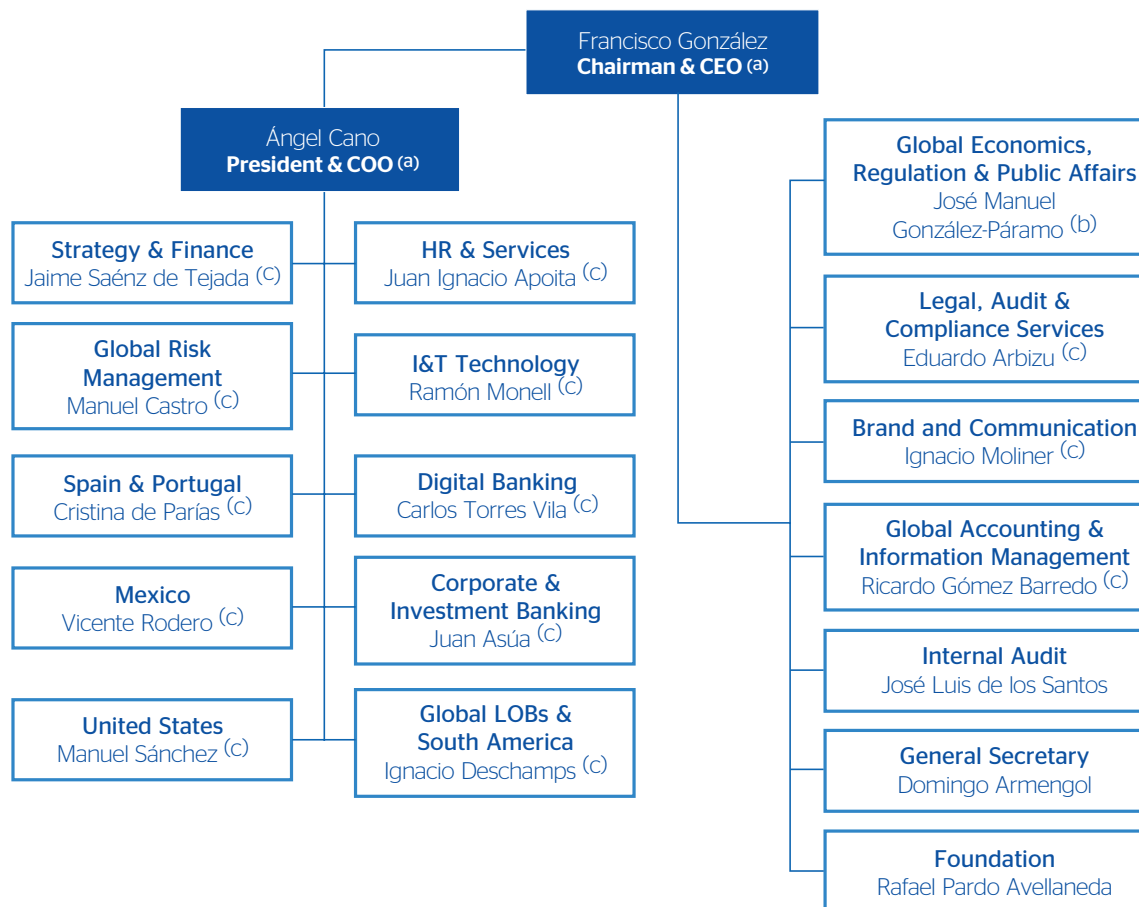 Francisco González
Chairman & CEO (a)
Ángel Cano
President & COO (a)
Strategy & Finance
Jaime Saénz de Tejada (c)
HR & Services
Juan Ignacio Apoita (c)
Global Risk
Management
Manuel Castro (c)
I&T Technology
Ramón Monell (c)
Spain & Portugal
Cristina de Parías (c)
Digital Banking
Carlos Torres Vila (c)
Mexico
Vicente Rodero (c)
Corporate &
Investment Banking
Juan Asúa (c)
United States
Manuel Sánchez (c)
Global LOBs &
South America
Ignacio Deschamps (c)
Global Economics,
Regulation & Public Affairs
José Manuel
González-Páramo (b)
Legal, Audit &
Compliance Services
Eduardo Arbizu (c)
Brand and Communication
Ignacio Moliner (c)
Global Accounting &
Information Management
Ricardo Gómez Barredo (c)
Internal Audit
José Luis de los Santos
General Secretary
Domingo Armengol
Foundation
Rafael Pardo Avellaneda